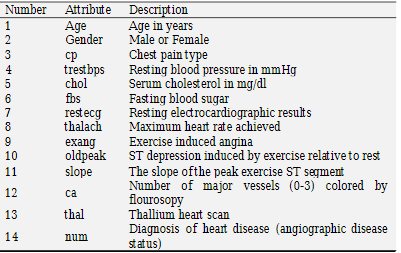 Number Attribute Description
1 Age Age in years
2 Gender Male or Female
3 cp Chest pain type
4 trestbps Resting blood pressure in mmHg
5 chol Serum cholesterol in mg/dl
6 fbs Fasting blood sugar
7 restecg Resting electrocardiographic results
8 thalach Maximum heart rate achieved
9 exang Exercise induced angina
10 oldpeak ST depression induced by exercise relative to rest
11 slope The slope of the peak exercise ST segment
12 ca Number of major vessels (0-3) colored by
flourosopy
13 thal Thallium heart scan
14 num Diagnosis of heart disease (angiographic disease
status)